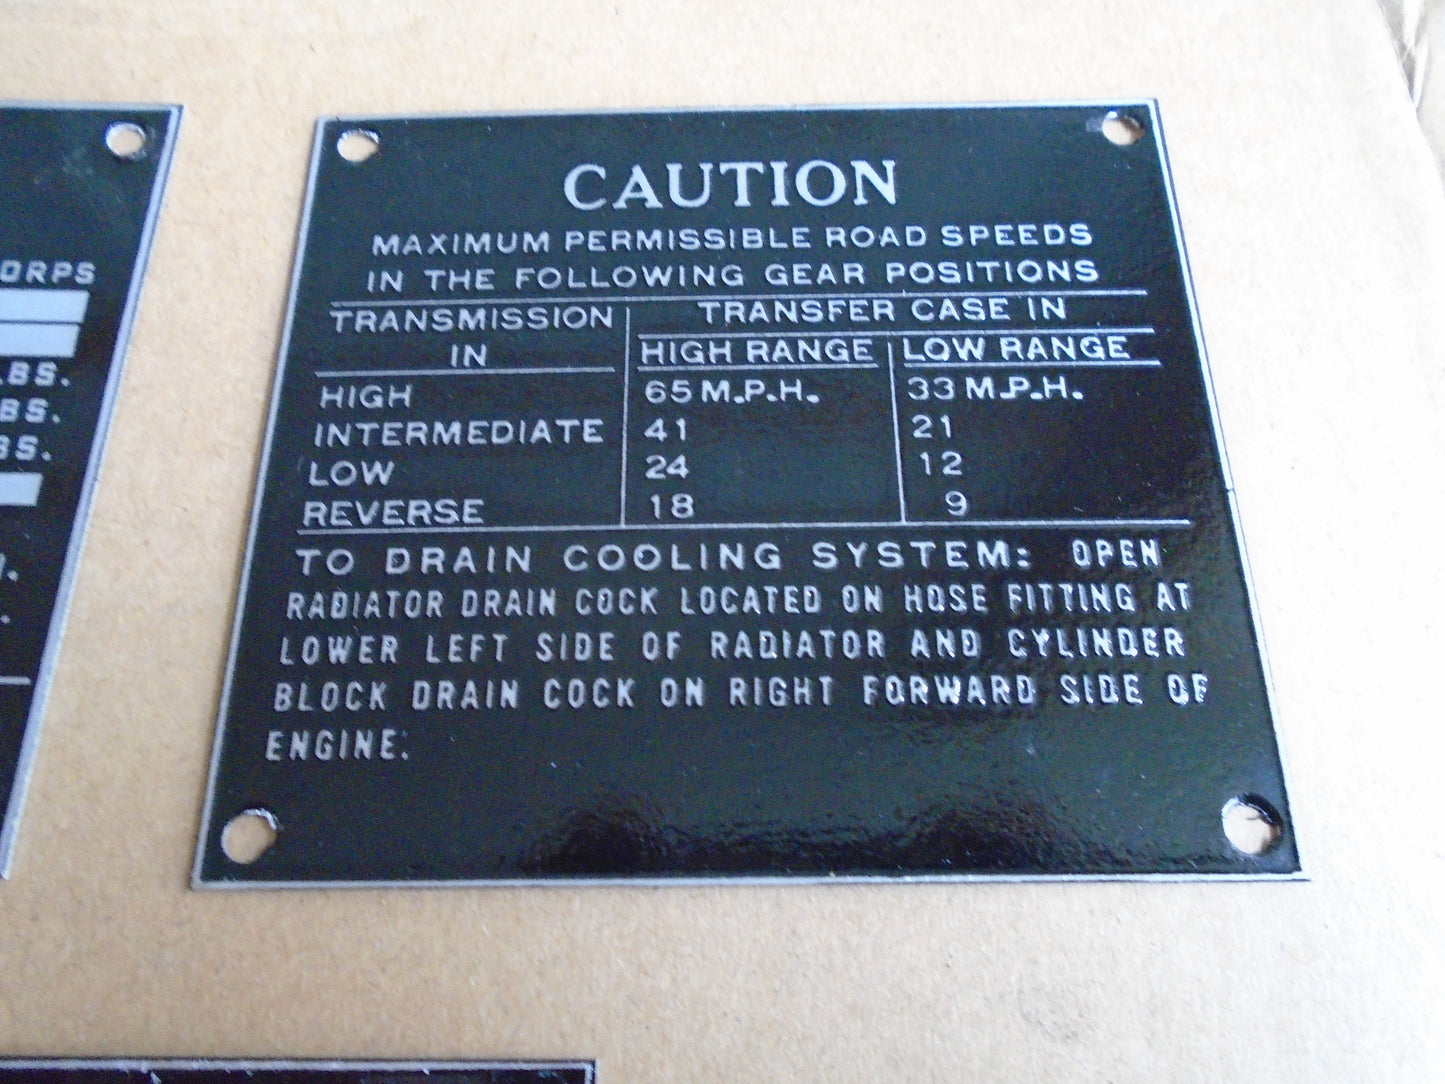 ORPS
LBS.
BS.
BS.
CAUTION
MAXIMUM PERMISSIBLE ROAD SPEEDS
IN THE FOLLOWING GEAR POSITIONS
TRANSMISSION IN TRANSFER CASE IN
HIGH RANGE LOW RANGE
HIGH 65 M.P.H. 33 M.P.H.
INTERMEDIATE 41 21
LOW 24 12
REVERSE 18 9
TO DRAIN COOLING SYSTEM: OPEN
RADIATOR DRAIN COCK LOCATED ON HOSE FITTING AT
LOWER LEFT SIDE OF RADIATOR AND CYLINDER
BLOCK DRAIN COCK ON RIGHT FORWARD SIDE OF
ENGINE.